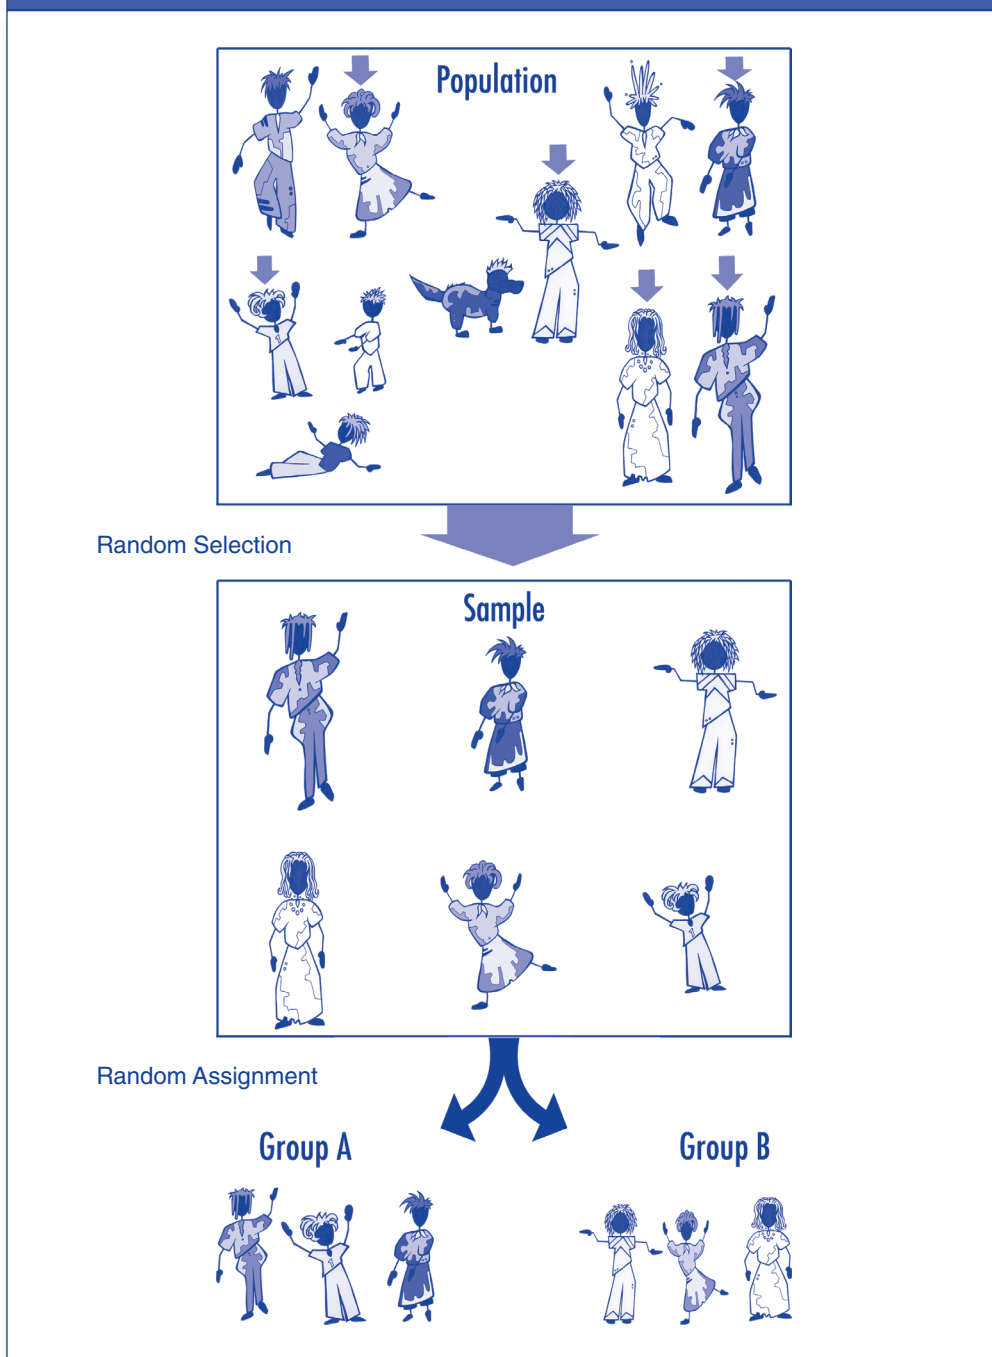 Population
Random Selection
Sample
Random Assignment
Group A
Group B